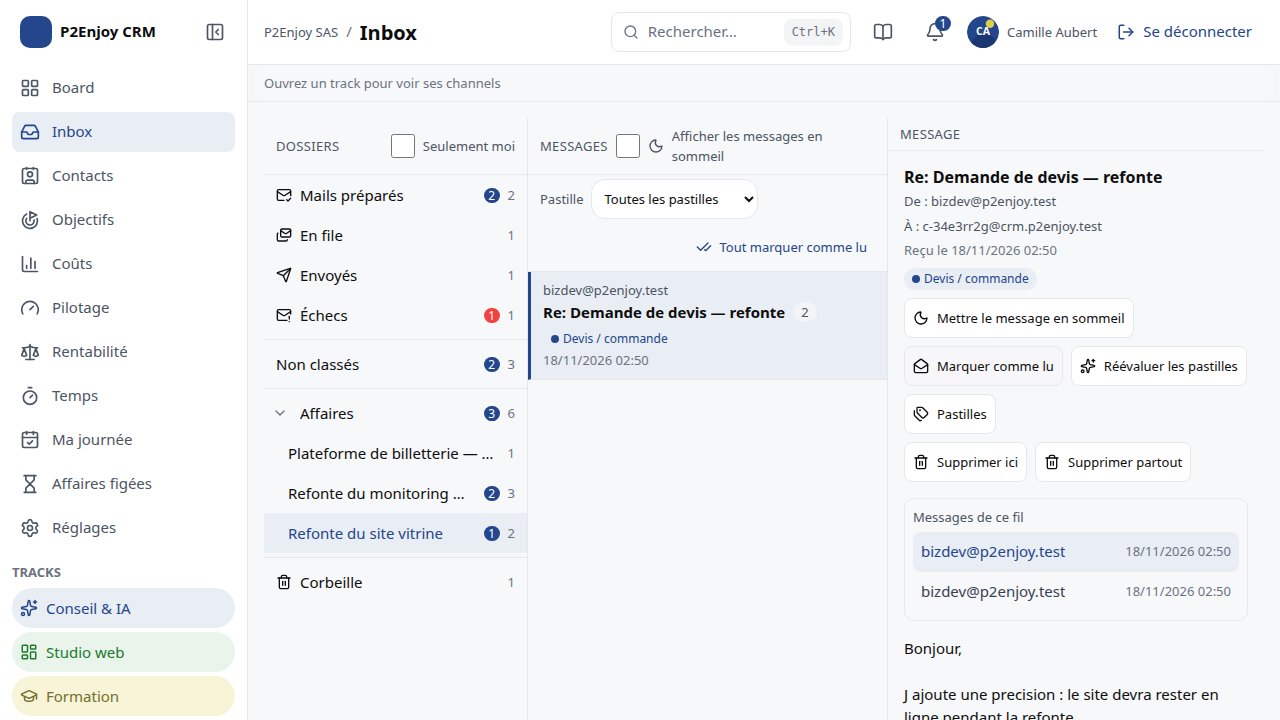 P2Enjoy CRM
Board
Inbox
Contacts
Objectifs
Coûts
Pilotage
Rentabilité
Temps
Ma journée
Affaires figées
Réglages
TRACKS
Conseil & IA
Studio web
Formation
P2Enjoy SAS / Inbox
Rechercher... Ctrl+K
1
CA Camille Aubert
Se déconnecter
Ouvrez un track pour voir ses channels
DOSSIERS Seulement moi
Mails préparés 2 2
En file 1
Envoyés 1
Échecs 1 1
Non classés 2 3
Affaires 3 6
Plateforme de billetterie — ... 1
Refonte du monitoring ... 2 3
Refonte du site vitrine 1 2
Corbeille 1
MESSAGES Afficher les messages en
sommeil
Pastille Toutes les pastilles
Tout marquer comme lu
bizdev@p2enjoy.test
Re: Demande de devis — refonte 2
Devis / commande
18/11/2026 02:50
MESSAGE
Re: Demande de devis — refonte
De : bizdev@p2enjoy.test
À : c-34e3rr2g@crm.p2enjoy.test
Reçu le 18/11/2026 02:50
Devis / commande
Mettre le message en sommeil
Marquer comme lu Réévaluer les pastilles
Pastilles
Supprimer ici Supprimer partout
Messages de ce fil
bizdev@p2enjoy.test 18/11/2026 02:50
bizdev@p2enjoy.test 18/11/2026 02:50
Bonjour,
J ajoute une precision : le site devra rester en
ligne pendant la refonte.